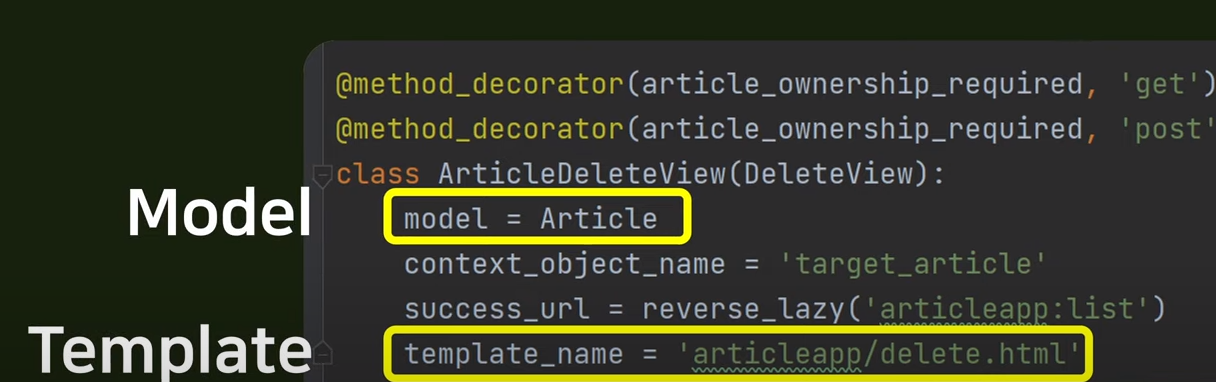 @method_decorator(article_ownership_required, 'get')
@method_decorator(article_ownership_required, 'post'
class ArticleDeleteView(DeleteView):
Model
model = Article
context_object_name = 'target_article'
success_url = reverse_lazy('articleapp:list')
Template
template_name = 'articleapp/delete.html'